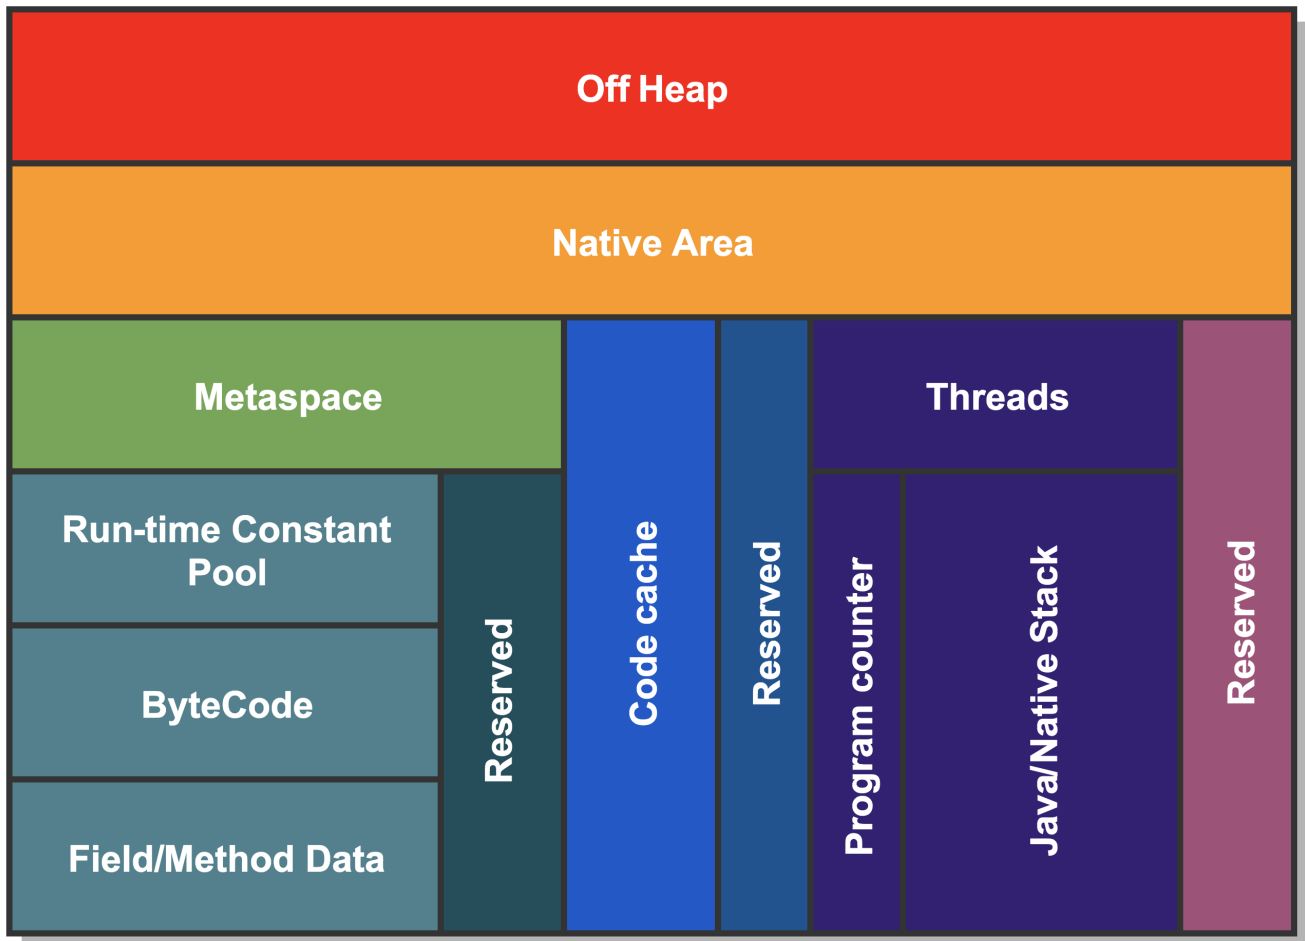 Off Heap
Native Area
Metaspace
Threads
Run-time Constant
Pool
ByteCode
Field/Method Data
Reserved
Code cache
Reserved
Program counter
Java/Native Stack
Reserved